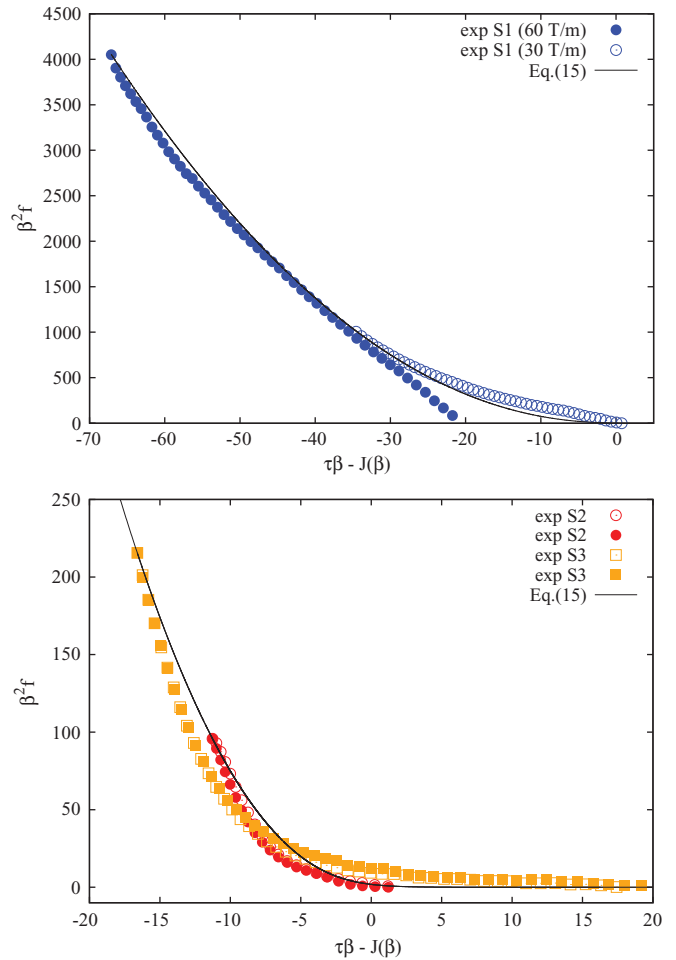 exp S1 (60 T/m)
exp S1 (30 T/m)
Eq.(15)
4500
4000
3500
3000
2500
2000
1500
1000
500
0
β²f
-70 -60 -50 -40 -30 -20 -10 0
τβ - J(β)
exp S2
exp S2
exp S3
exp S3
Eq.(15)
250
200
150
100
50
0
β²f
-20 -15 -10 -5 0 5 10 15 20
τβ - J(β)